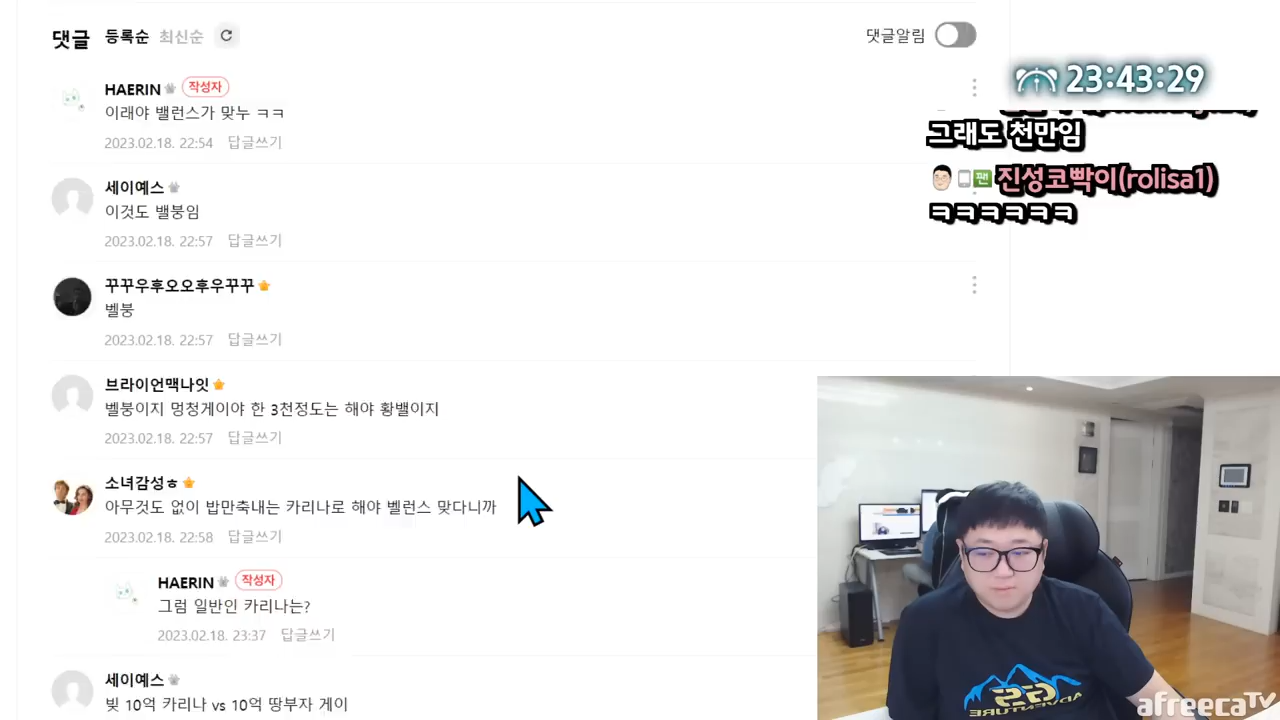 댓글 등록순 최신순
댓글알림
23:43:29
그래도 천만임
팬 진성코빡이(rolisa1)
ㅋㅋㅋㅋㅋㅋ
HAERIN 작성자
이래야 밸런스가 맞누 ㅋㅋ
2023.02.18. 22:54 답글쓰기
세이예스
이것도 밸붕임
2023.02.18. 22:57 답글쓰기
꾸꾸우후오오후우꾸꾸
벨붕
2023.02.18. 22:57 답글쓰기
브라이언맥나잇
벨붕이지 멍청게이야 한 3천정도는 해야 황밸이지
2023.02.18. 22:57 답글쓰기
소녀감성ㅎ
아무것도 없이 밥만축내는 카리나로 해야 벨런스 맞다니까
2023.02.18. 22:58 답글쓰기
HAERIN 작성자
그럼 일반인 카리나는?
2023.02.18. 23:37 답글쓰기
세이예스
빚 10억 카리나 vs 10억 땅부자 게이
ADVENTURE
afreecaTV